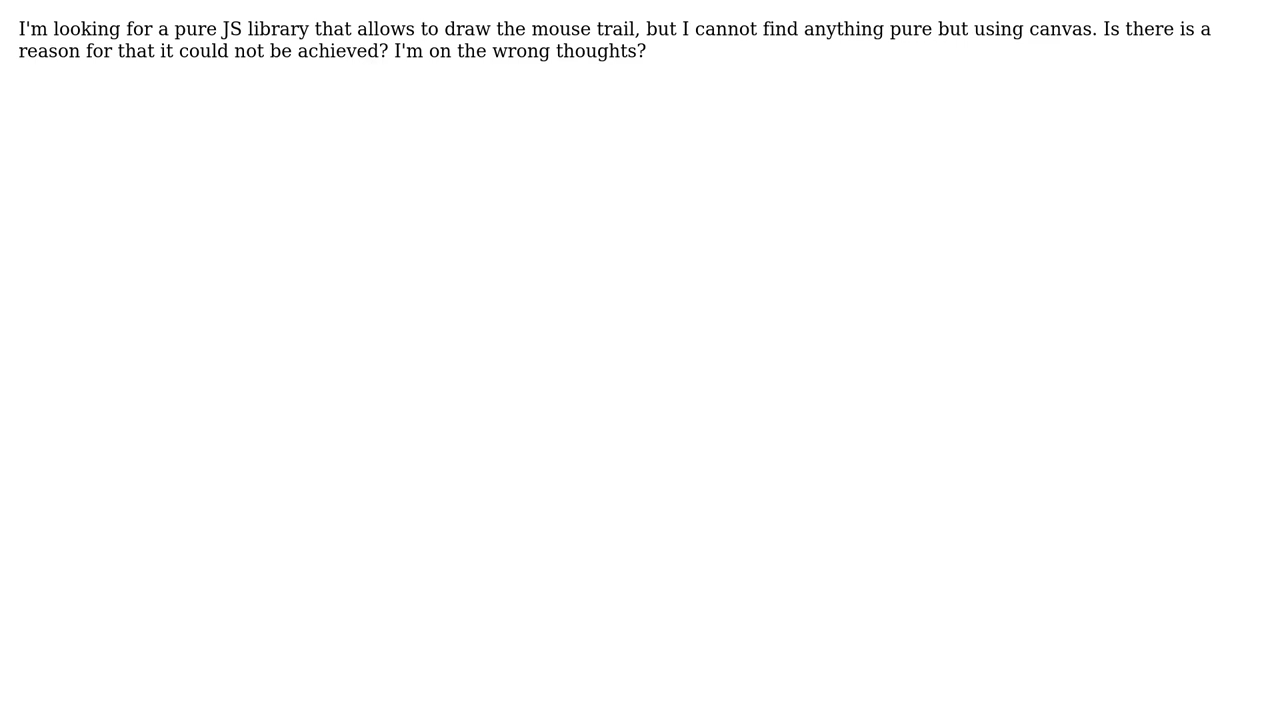 I'm looking for a pure JS library that allows to draw the mouse trail, but I cannot find anything pure but using canvas. Is there is a
reason for that it could not be achieved? I'm on the wrong thoughts?